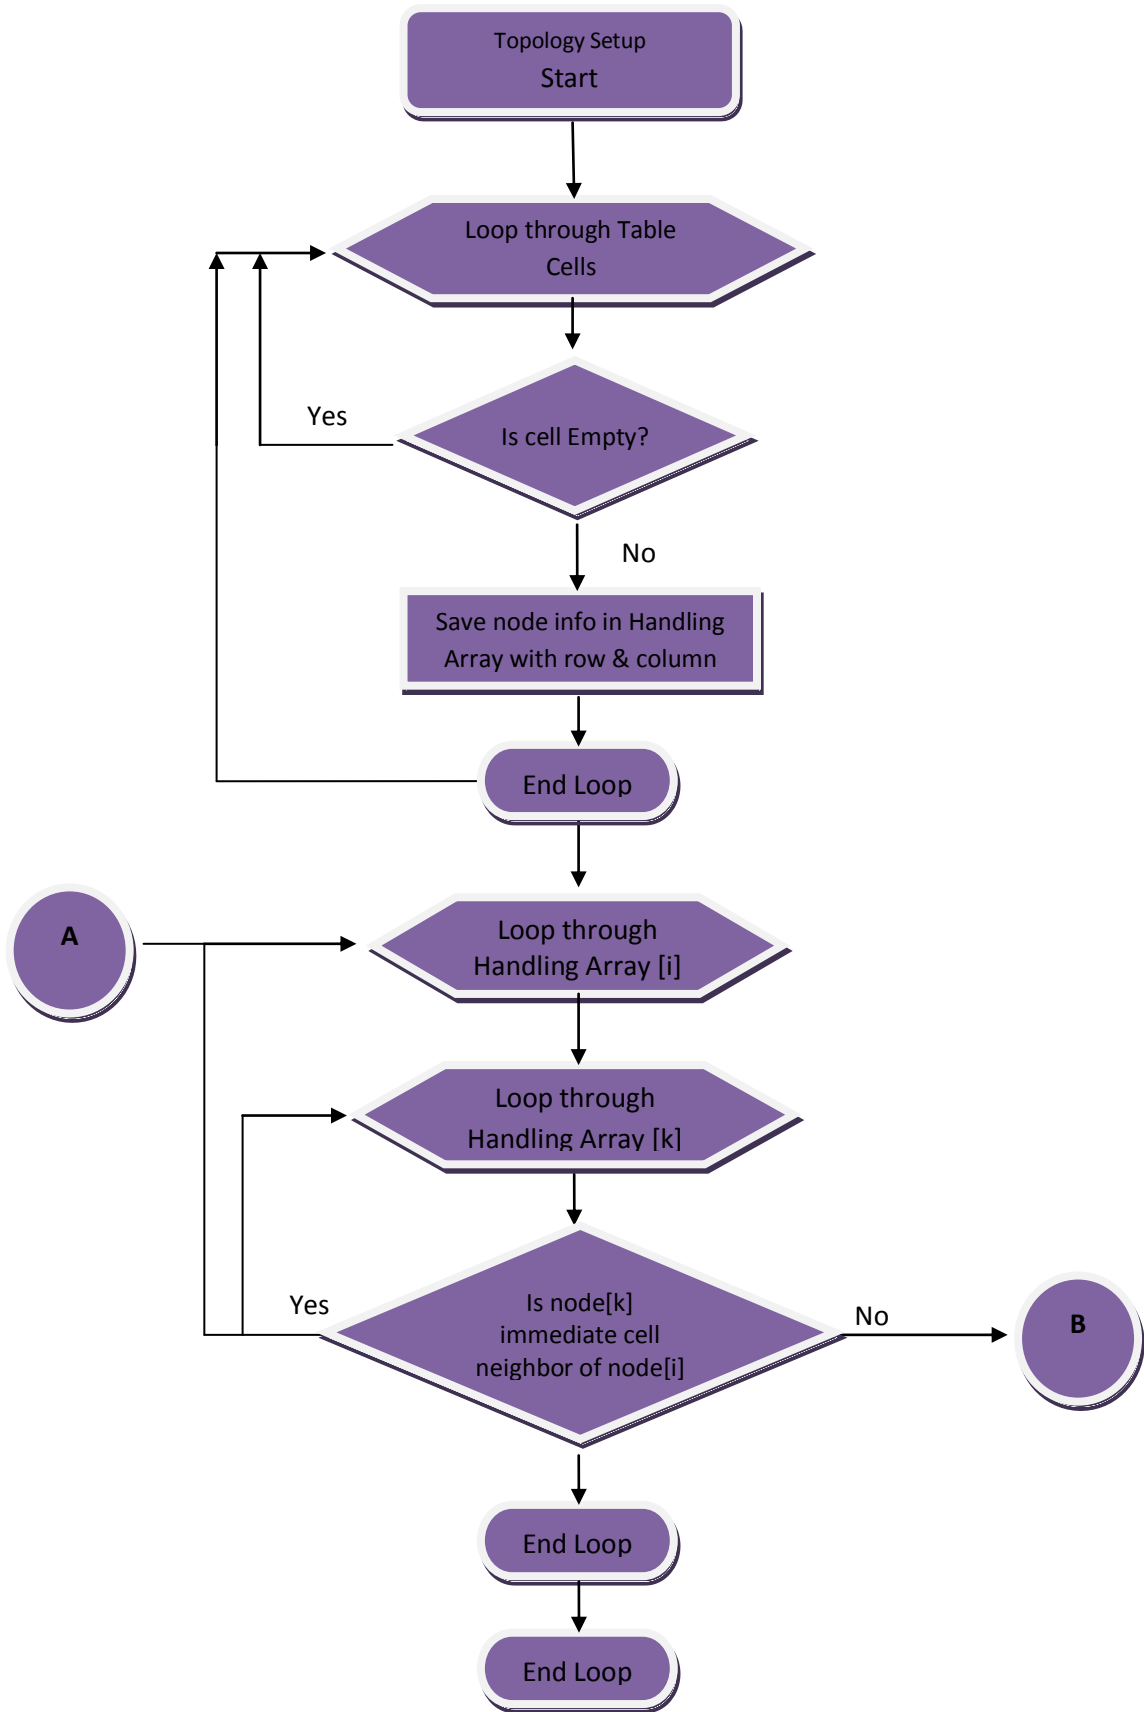 Topology Setup
Start
Loop through Table
Cells
Yes
Is cell Empty?
No
Save node info in Handling
Array with row & column
End Loop
A
Loop through
Handling Array [i]
Loop through
Handling Array [k]
Yes
Is node[k]
immediate cell
neighbor of node[i]
No
B
End Loop
End Loop